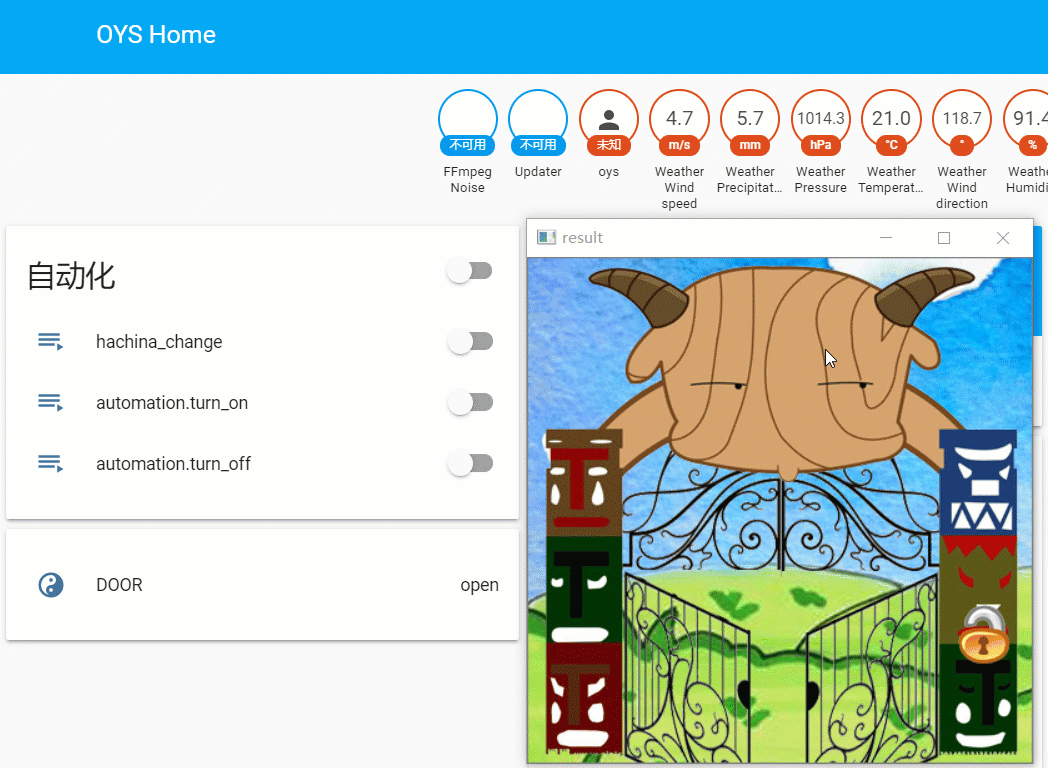 OYS Home
4.7
5.7
1014.3
21.0
118.7
91.4
不可用
不可用
未知
m/s
mm
hPa
°C
°
%
FFmpeg
Noise
Updater
oys
Weather
Wind
speed
Weather
Precipitat...
Weather
Pressure
Weather
Temperat...
Weather
Wind
direction
Weathe
Humidi
result
自动化
hachina_change
automation.turn_on
automation.turn_off
DOOR
open